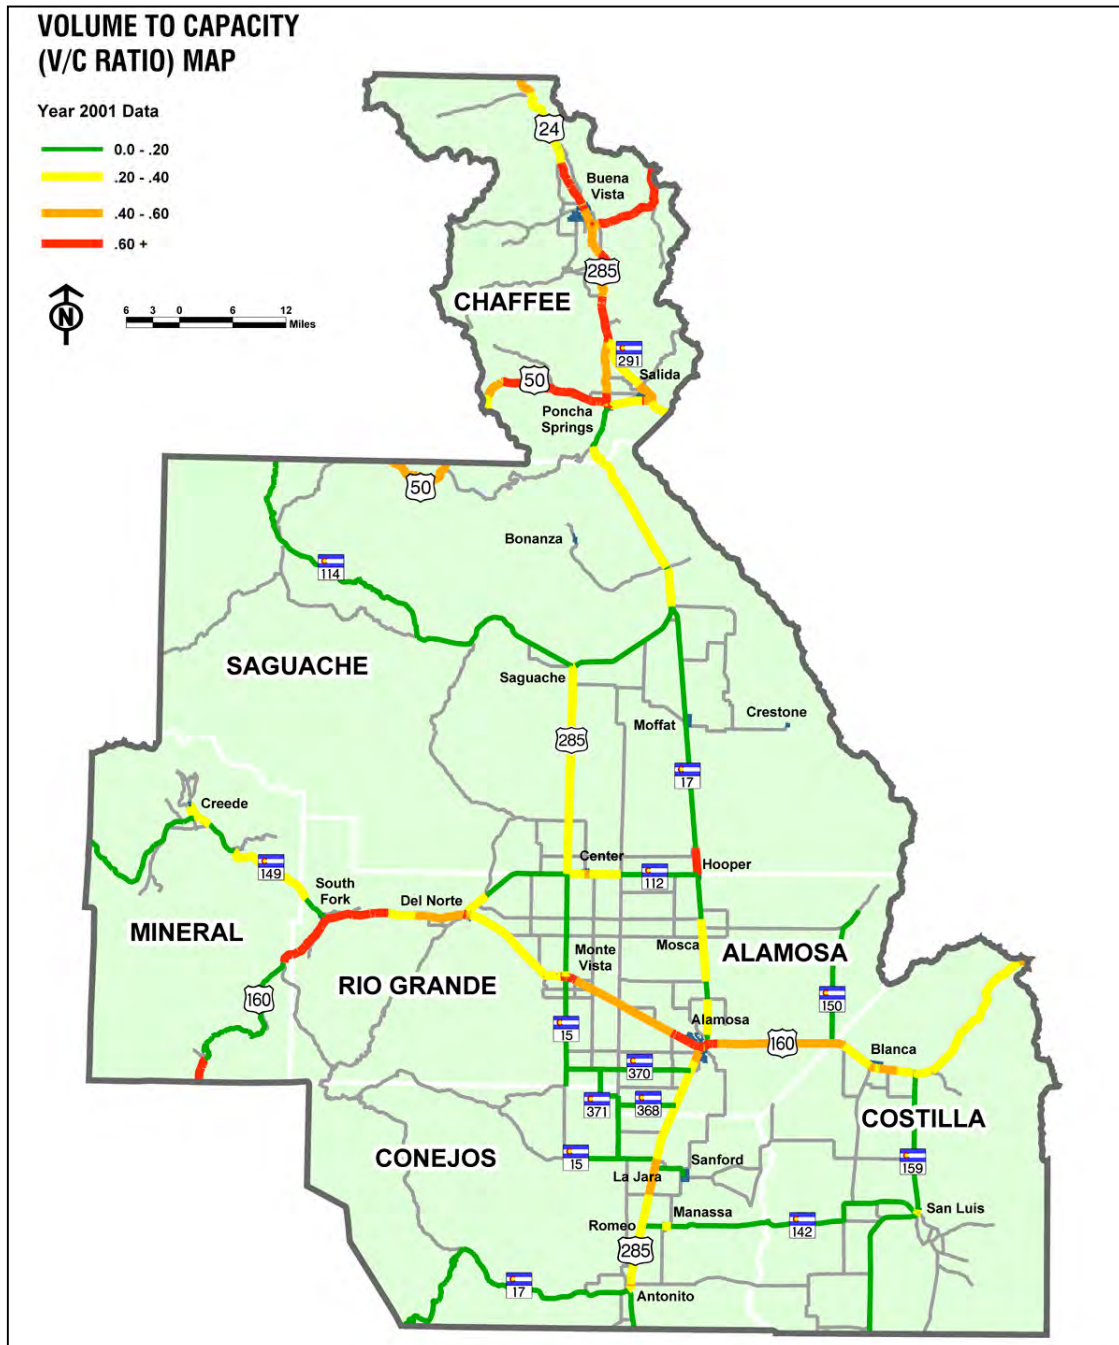 VOLUME TO CAPACITY
(V/C RATIO) MAP
Year 2001 Data
0.0 - .20
.20 - .40
.40 - .60
.60 +
N
6 3 0 6 12
Miles
24
Buena
Vista
285
CHAFFEE
291
50
Salida
Poncha
Springs
50
Bonanza
114
SAGUACHE
Saguache
Moffat
Crestone
285
17
Creede
Center
Hooper
149
112
South
Fork
Del Norte
MINERAL
Mosca
ALAMOSA
Monte
Vista
RIO GRANDE
160
150
15
Alamosa
160
Blanca
370
371
368
COSTILLA
CONEJOS
15
Sanford
159
La Jara
Manassa
San Luis
Romeo
142
285
17
Antonito